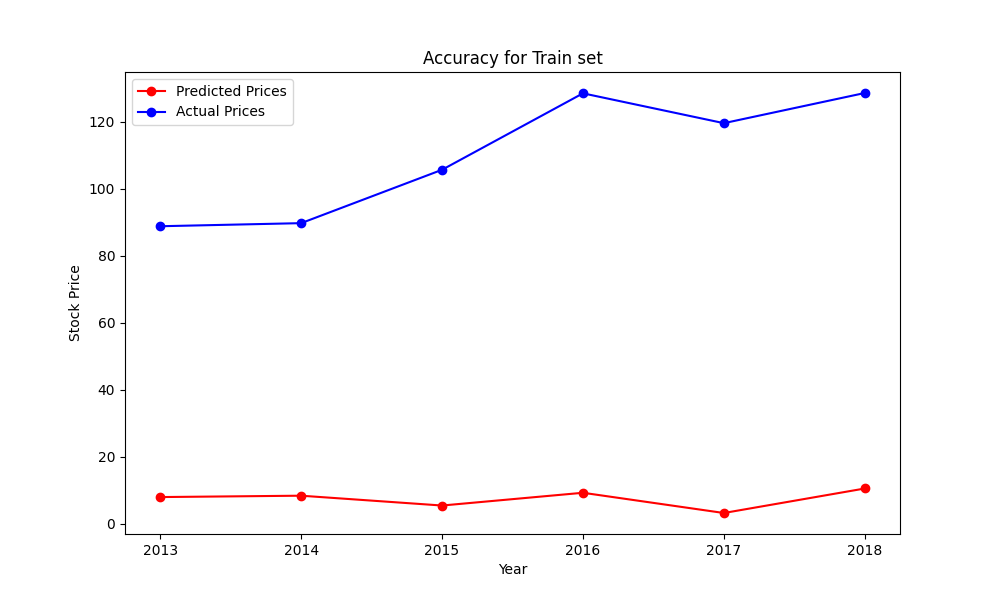 Accuracy for Train set
Predicted Prices
Actual Prices
Stock Price
120
100
80
60
40
20
0
2013 2014 2015 2016 2017 2018
Year